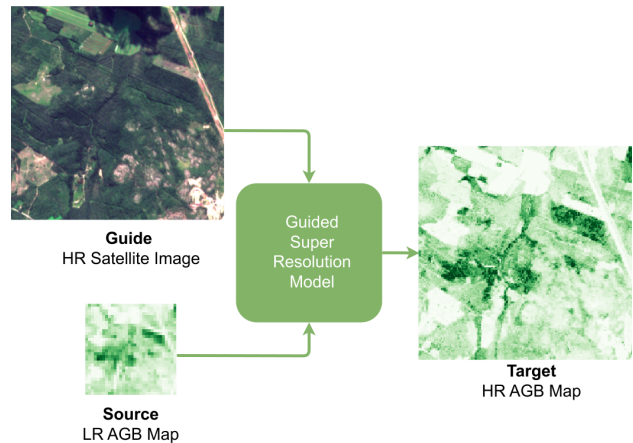 Guide
HR Satellite Image
Guided
Super
Resolution
Model
Source
LR AGB Map
Target
HR AGB Map